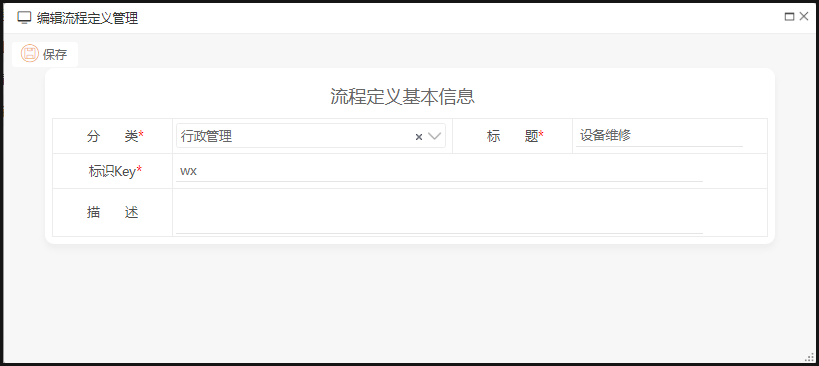 编辑流程定义管理
保存
流程定义基本信息
分 类* 行政管理 标 题* 设备维修
标识Key* wx
描 述